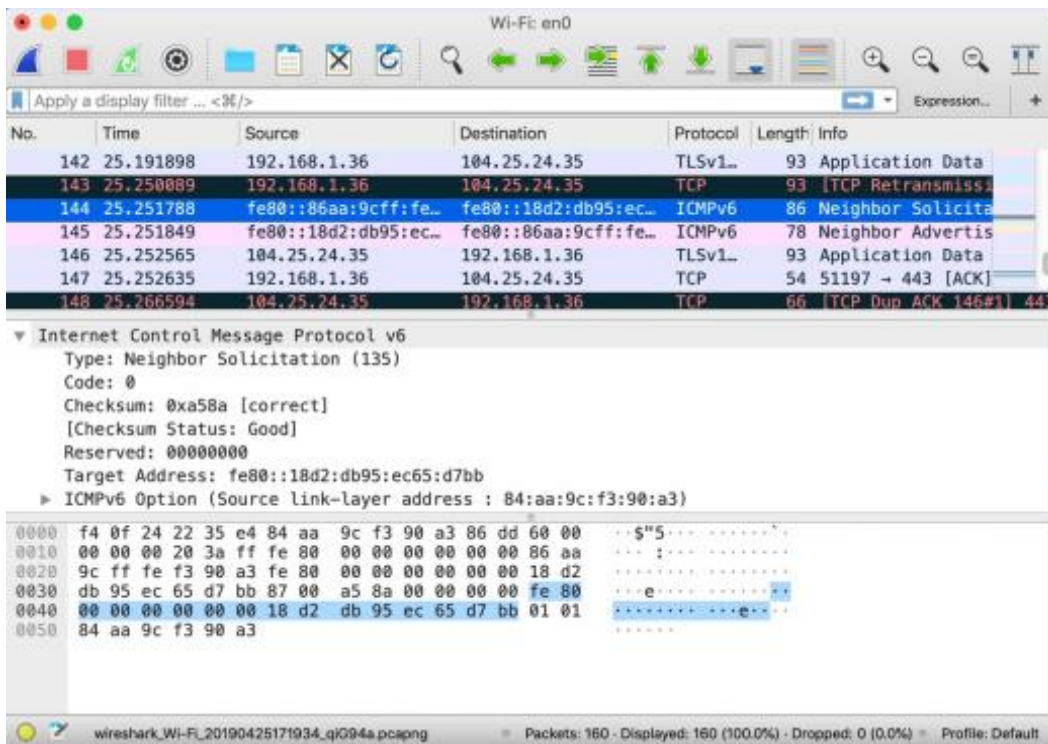 Wi-Fi: en0
Apply a display filter ... <⌘/>
Expression...
+
No. Time Source Destination Protocol Length Info
142 25.191898 192.168.1.36 104.25.24.35 TLSv1… 93 Application Data
143 25.250089 192.168.1.36 104.25.24.35 TCP 93 [TCP Retransmissi
144 25.251788 fe80::86aa:9cff:fe… fe80::18d2:db95:ec… ICMPv6 86 Neighbor Solicita
145 25.251849 fe80::18d2:db95:ec… fe80::86aa:9cff:fe… ICMPv6 78 Neighbor Advertis
146 25.252565 104.25.24.35 192.168.1.36 TLSv1… 93 Application Data
147 25.252635 192.168.1.36 104.25.24.35 TCP 54 51197 → 443 [ACK]
148 25.266594 104.25.24.35 192.168.1.36 TCP 66 [TCP Dup ACK 146#1] 44
Internet Control Message Protocol v6
Type: Neighbor Solicitation (135)
Code: 0
Checksum: 0xa58a [correct]
[Checksum Status: Good]
Reserved: 00000000
Target Address: fe80::18d2:db95:ec65:d7bb
ICMPv6 Option (Source link-layer address : 84:aa:9c:f3:90:a3)
0000 f4 0f 24 22 35 e4 84 aa 9c f3 90 a3 86 dd 60 00 ··$"5··· ······`·
0010 00 00 00 20 3a ff fe 80 00 00 00 00 00 00 86 aa ··· :··· ········
0020 9c ff fe f3 90 a3 fe 80 00 00 00 00 00 00 18 d2 ········ ········
0030 db 95 ec 65 d7 bb 87 00 a5 8a 00 00 00 00 fe 80 ···e···· ········
0040 00 00 00 00 00 00 18 d2 db 95 ec 65 d7 bb 01 01 ········ ···e····
0050 84 aa 9c f3 90 a3 ······
wireshark_Wi-Fi_20190425171934_qiG94a.pcapng Packets: 160 · Displayed: 160 (100.0%) · Dropped: 0 (0.0%) Profile: Default